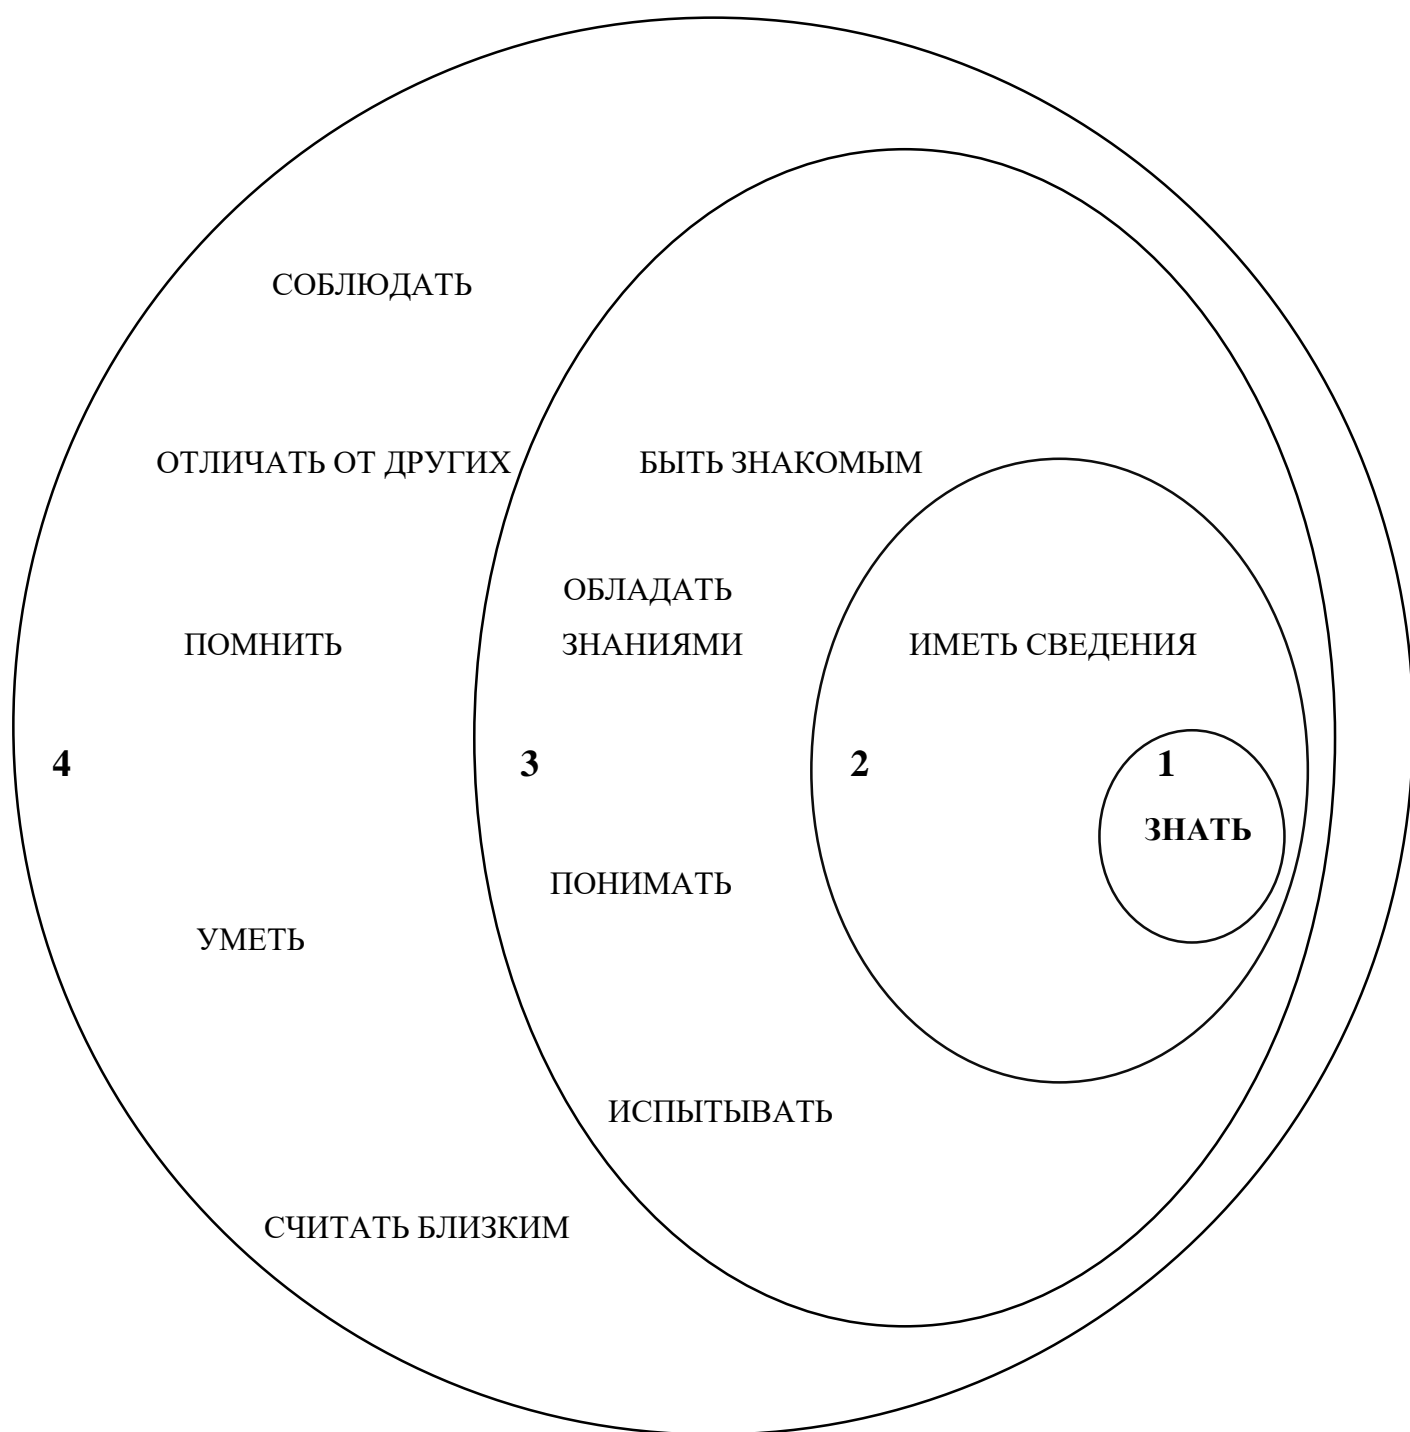 СОБЛЮДАТЬ
ОТЛИЧАТЬ ОТ ДРУГИХ
БЫТЬ ЗНАКОМЫМ
ОБЛАДАТЬ
ЗНАНИЯМИ
ПОМНИТЬ
ИМЕТЬ СВЕДЕНИЯ
4
3
2
1
ЗНАТЬ
ПОНИМАТЬ
УМЕТЬ
ИСПЫТЫВАТЬ
СЧИТАТЬ БЛИЗКИМ